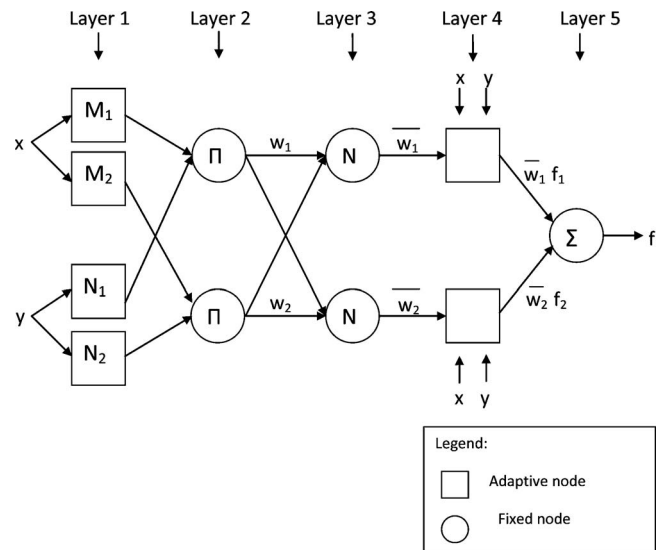 Layer 1 Layer 2 Layer 3 Layer 4 Layer 5
x y
M₁
x
M₂
Π w₁ N w̅₁
w̅₁ f₁
Σ f
N₁
y
N₂
Π w₂ N w̅₂
w̅₂ f₂
x y
Legend:
Adaptive node
Fixed node